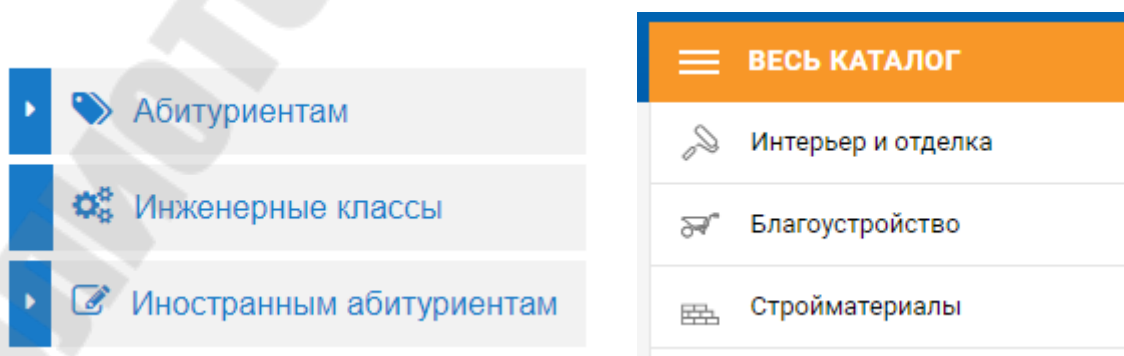 Абитуриентам
Инженерные классы
Иностранным абитуриентам
ВЕСЬ КАТАЛОГ
Интерьер и отделка
Благоустройство
Стройматериалы